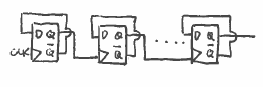 D Q D Q .... D Q
CLK Q̅ Q̅ Q̅